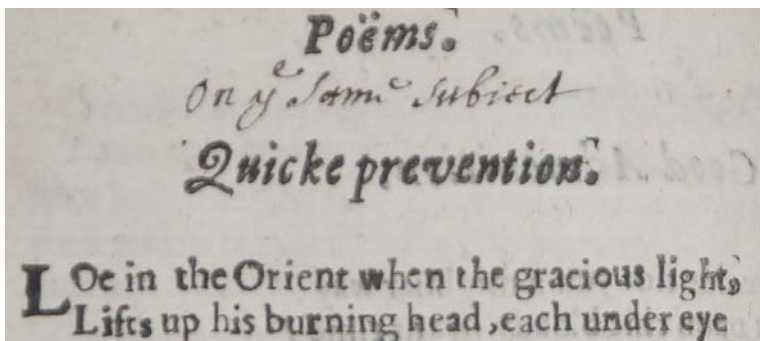 Poëms.
On yᵉ Samᵉ Subiect
Quicke prevention.
LOe in the Orient when the gracious light,
Lifts up his burning head, each under eye